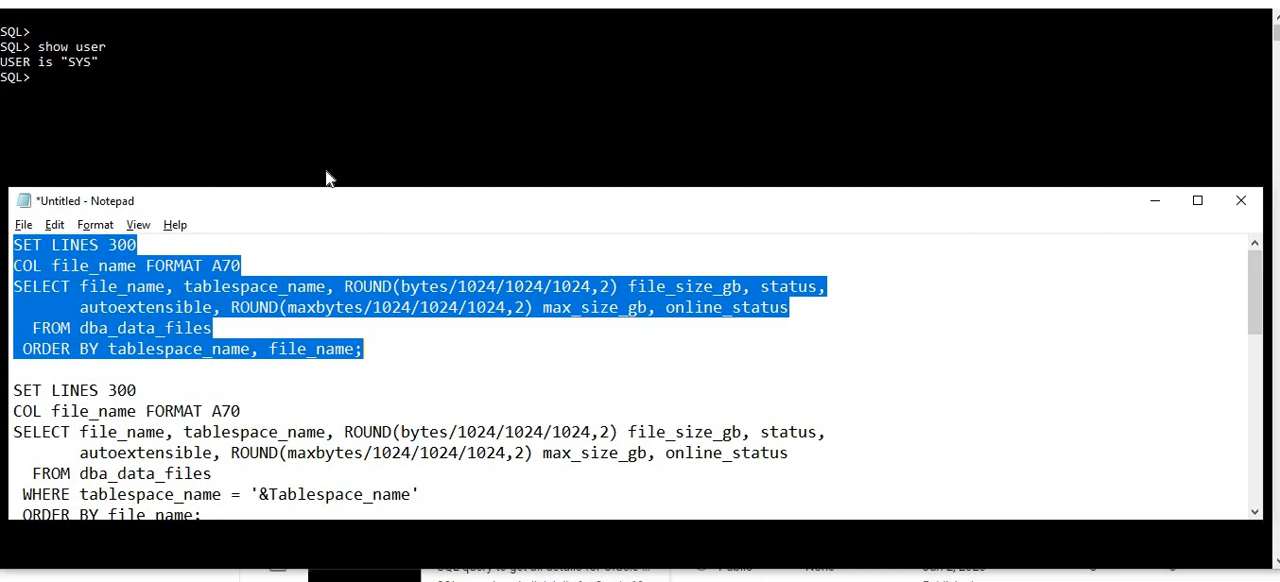 SQL>
SQL> show user
USER is "SYS"
SQL>
*Untitled - Notepad
File Edit Format View Help
SET LINES 300
COL file_name FORMAT A70
SELECT file_name, tablespace_name, ROUND(bytes/1024/1024/1024,2) file_size_gb, status,
autoextensible, ROUND(maxbytes/1024/1024/1024,2) max_size_gb, online_status
FROM dba_data_files
ORDER BY tablespace_name, file_name;
SET LINES 300
COL file_name FORMAT A70
SELECT file_name, tablespace_name, ROUND(bytes/1024/1024/1024,2) file_size_gb, status,
autoextensible, ROUND(maxbytes/1024/1024/1024,2) max_size_gb, online_status
FROM dba_data_files
WHERE tablespace_name = '&Tablespace_name'
ORDER BY file_name;